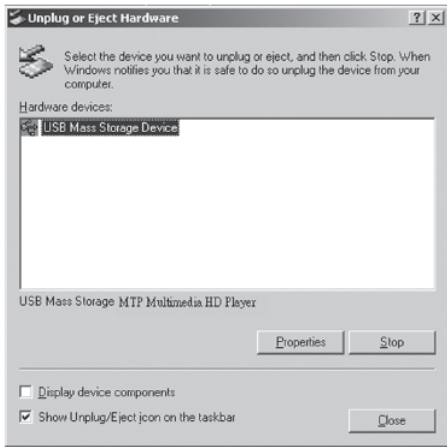 Unplug or Eject Hardware
Select the device you want to unplug or eject, and then click Stop. When
Windows notifies you that it is safe to do so unplug the device from your
computer.
Hardware devices:
USB Mass Storage Device
USB Mass Storage MTP Multimedia HD Player
Properties
Stop
Display device components
Show Unplug/Eject icon on the taskbar
Close